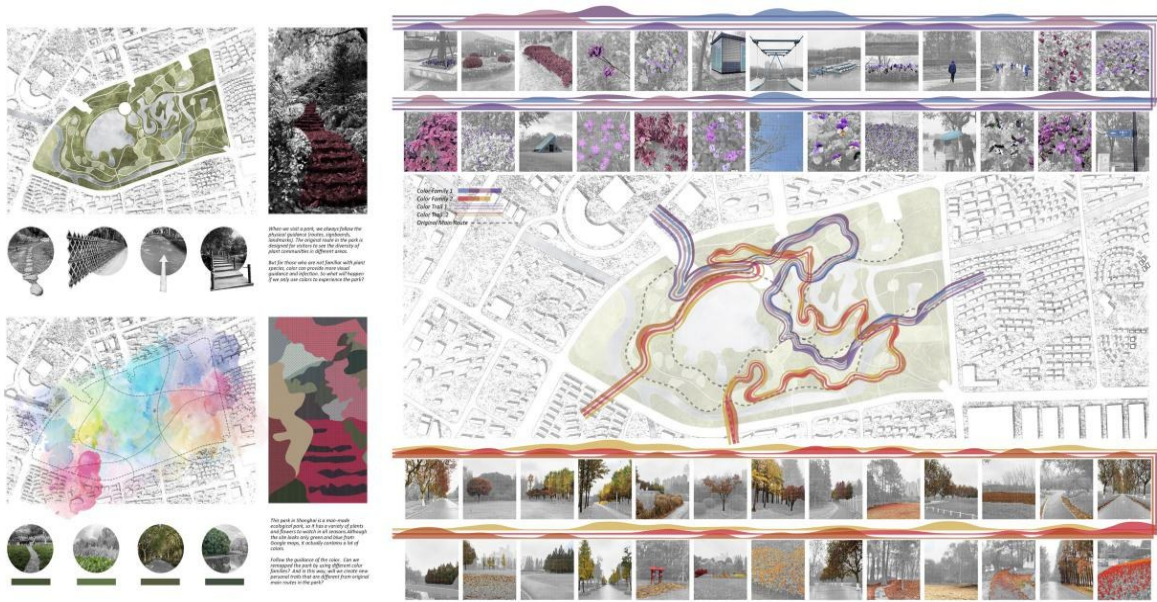 When we visit a park, we always follow the
physical guidance (routes, signboards,
landmarks). The original route in the park is
designed for visitors to see the diversity of
plant communities in different areas.
But for those who are not familiar with plant
species, color can provide more visual
guidance and infection. So what will happen
if we only use colors to experience the park?
This park in Shanghai is a man-made
ecological park, so it has a variety of plants
and flowers to watch in all seasons. Although
the site looks only green and blue from
Google maps, it actually contains a lot of
colors.
Follow the guidance of the color. Can we
remapped the park by using different color
families? And in this way, will we create new
personal trails that are different from original
main routes in the park?
Color Family 1
Color Family 2
Color Trail 1
Color Trail 2
Original Main Route